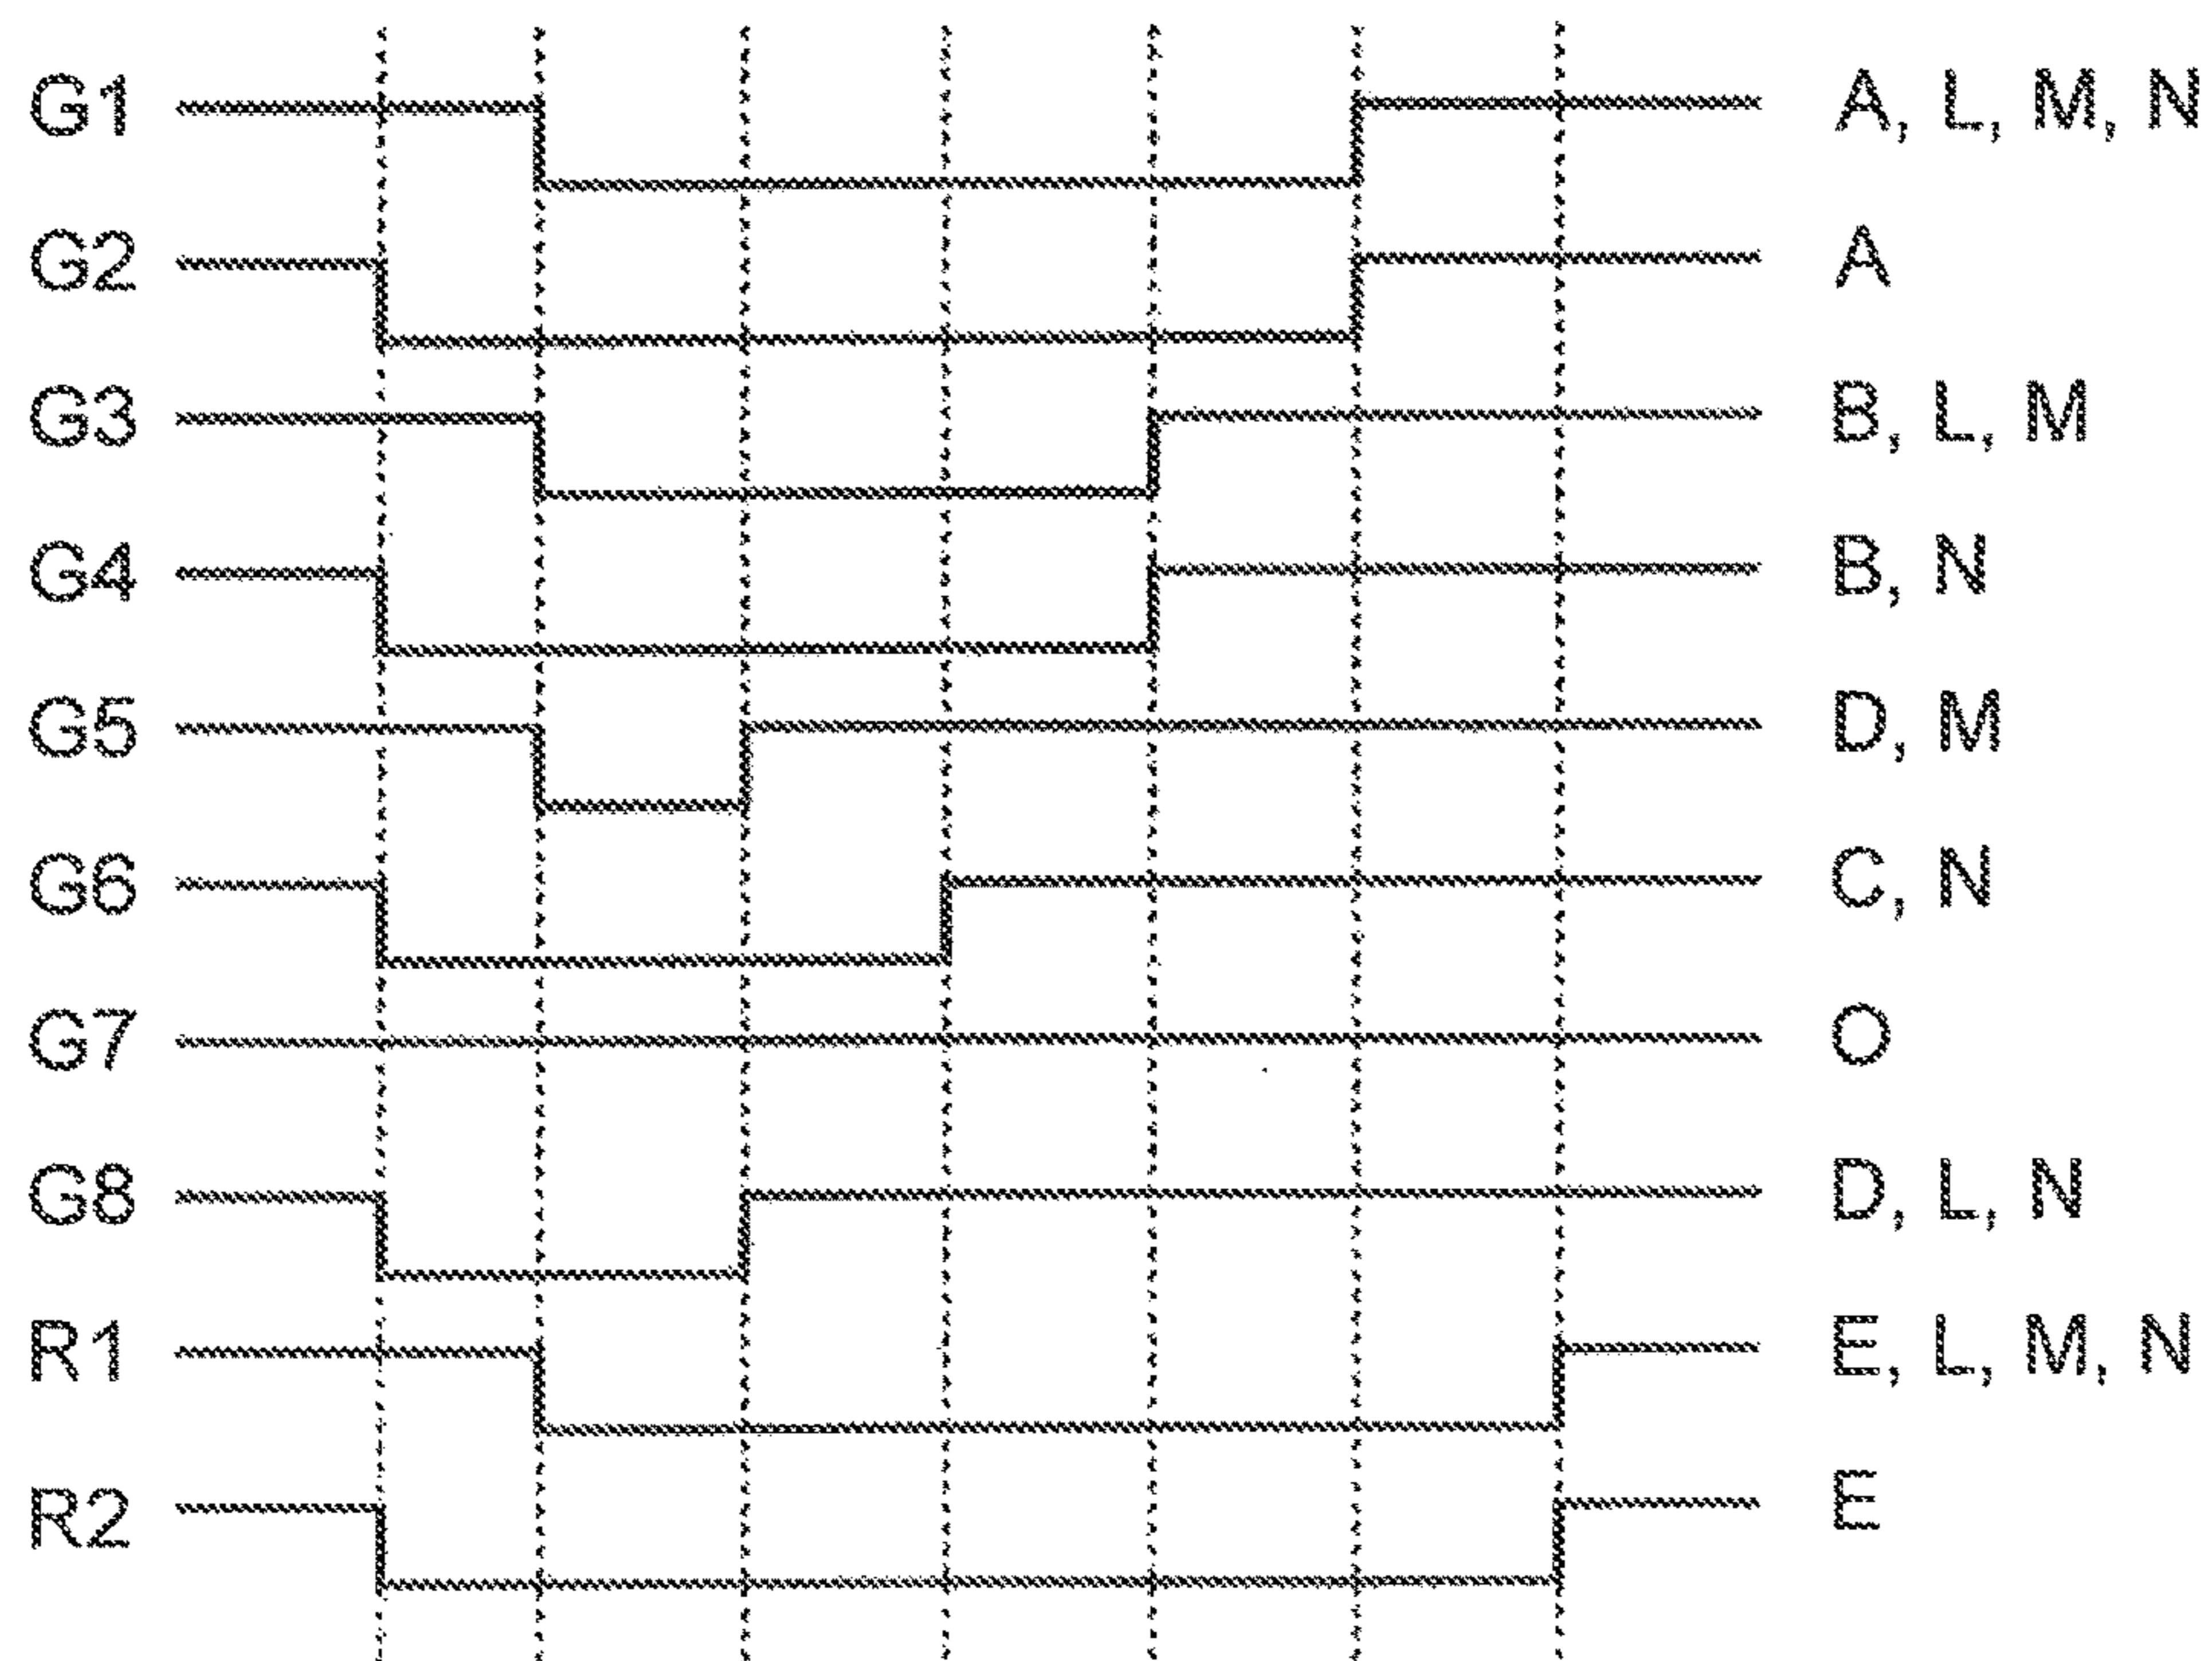 G1 A, L, M, N
G2 A
G3 B, L, M
G4 B, N
G5 D, M
G6 C, N
G7 O
G8 D, L, N
R1 E, L, M, N
R2 E